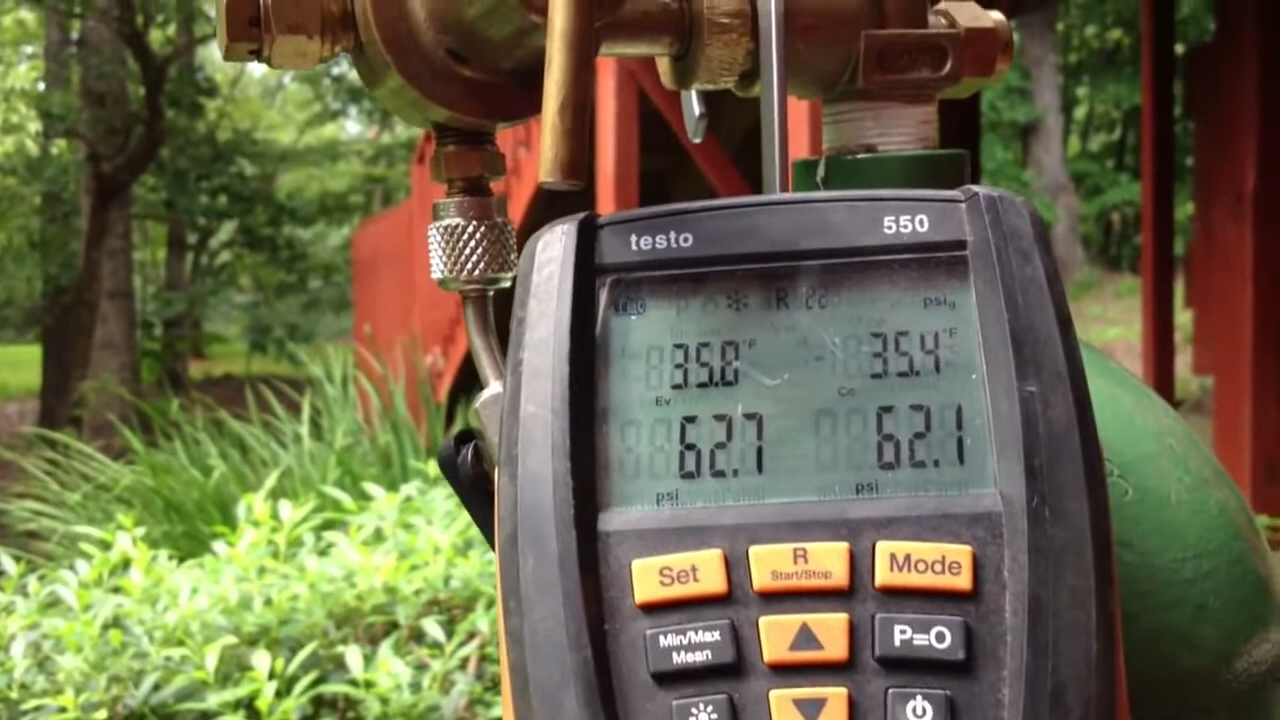 testo 550
R 22 psig
35.8°F 35.4°F
Ev Co
62.7 62.1
psi psi
Set R Start/Stop Mode
Min/Max Mean P=O